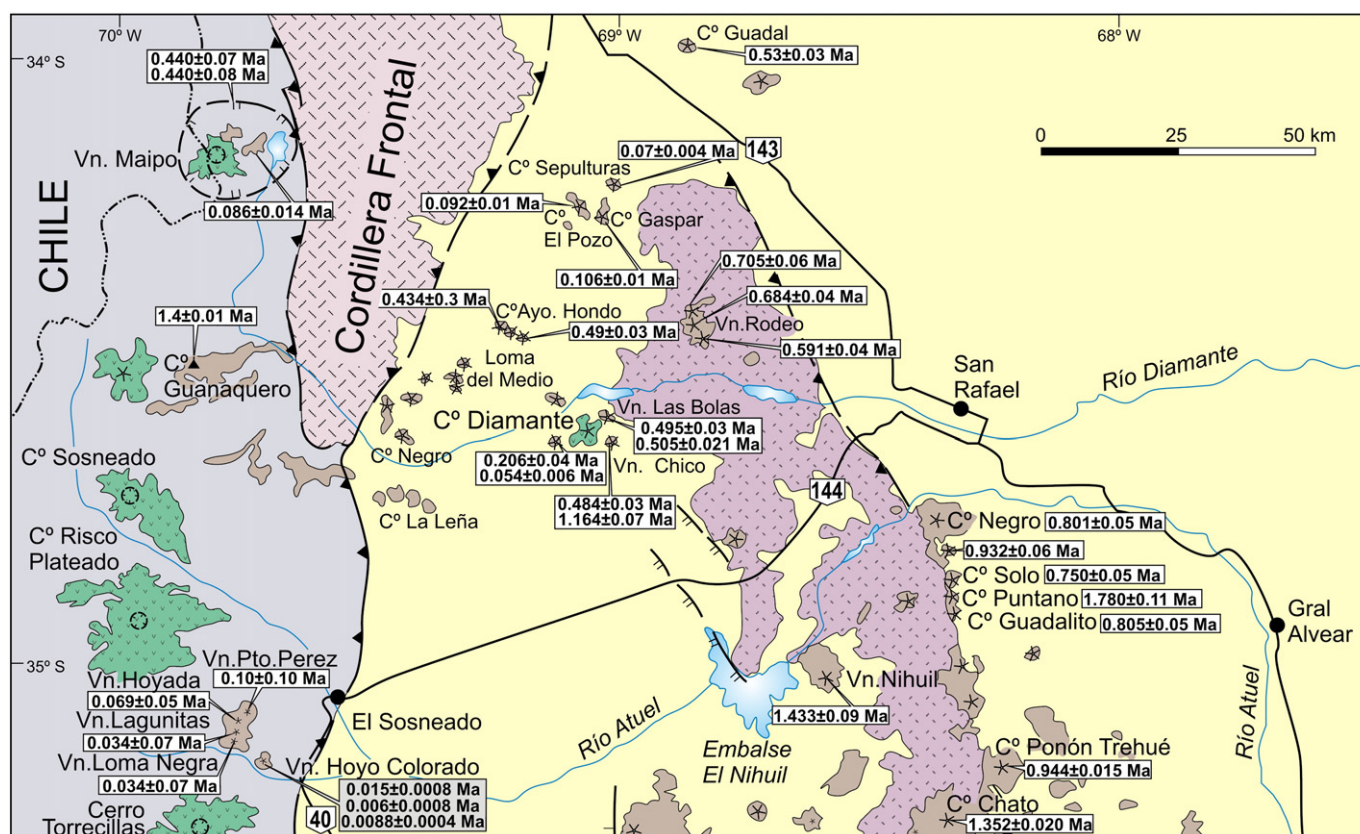 70º W
69º W
68º W
34º S
35º S
0.440±0.07 Ma
0.440±0.08 Ma
Vn. Maipo
0.086±0.014 Ma
CHILE
Cordillera Frontal
Cº Guadal
0.53±0.03 Ma
0 25 50 km
143
0.07±0.004 Ma
Cº Sepulturas
0.092±0.01 Ma
Cº
El Pozo
Cº Gaspar
0.106±0.01 Ma
0.705±0.06 Ma
0.684±0.04 Ma
Vn.Rodeo
0.591±0.04 Ma
0.434±0.3 Ma
CºAyo. Hondo
0.49±0.03 Ma
1.4±0.01 Ma
Cº
Guanaquero
Loma
del Medio
San
Rafael
Río Diamante
Cº Diamante
Vn. Las Bolas
0.495±0.03 Ma
0.505±0.021 Ma
Cº Negro
0.206±0.04 Ma
0.054±0.006 Ma
Vn. Chico
0.484±0.03 Ma
1.164±0.07 Ma
Cº La Leña
Cº Sosneado
Cº Risco
Plateado
144
Cº Negro 0.801±0.05 Ma
0.932±0.06 Ma
Cº Solo 0.750±0.05 Ma
Cº Puntano 1.780±0.11 Ma
Cº Guadalito 0.805±0.05 Ma
Gral
Alvear
Vn.Pto.Perez
0.10±0.10 Ma
Vn.Hoyada
0.069±0.05 Ma
Vn.Lagunitas
0.034±0.07 Ma
Vn.Loma Negra
0.034±0.07 Ma
El Sosneado
Río Atuel
Vn.Nihuil
1.433±0.09 Ma
Embalse
El Nihuil
Río Atuel
Vn. Hoyo Colorado
0.015±0.0008 Ma
0.006±0.0008 Ma
0.0088±0.0004 Ma
40
Cerro
Torrecillas
Cº Ponón Trehué
0.944±0.015 Ma
Cº Chato
1.352±0.020 Ma